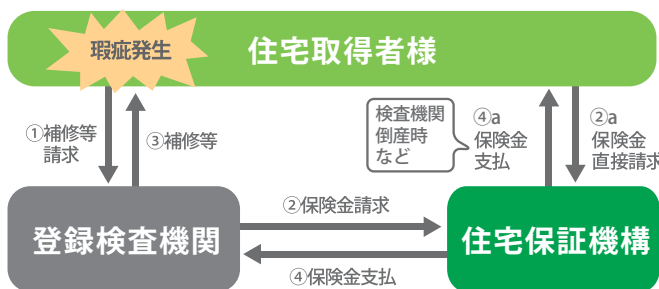 瑕疵発生
住宅取得者様
①補修等
請求
③補修等
検査機関
倒産時
など
④a
保険金
支払
②a
保険金
直接請求
②保険金請求
登録検査機関
住宅保証機構
④保険金支払